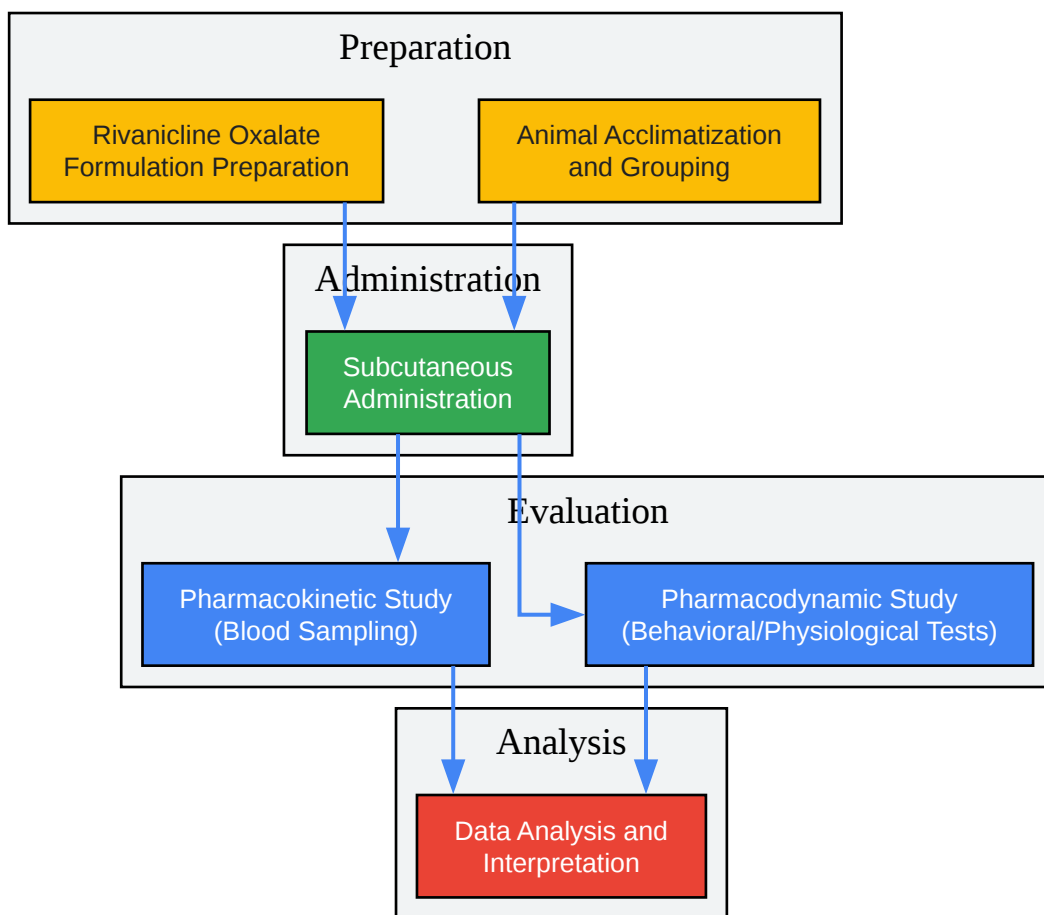 Preparation
Rivanicline Oxalate
Formulation Preparation
Animal Acclimatization
and Grouping
Administration
Subcutaneous
Administration
Evaluation
Pharmacokinetic Study
(Blood Sampling)
Pharmacodynamic Study
(Behavioral/Physiological Tests)
Analysis
Data Analysis and
Interpretation